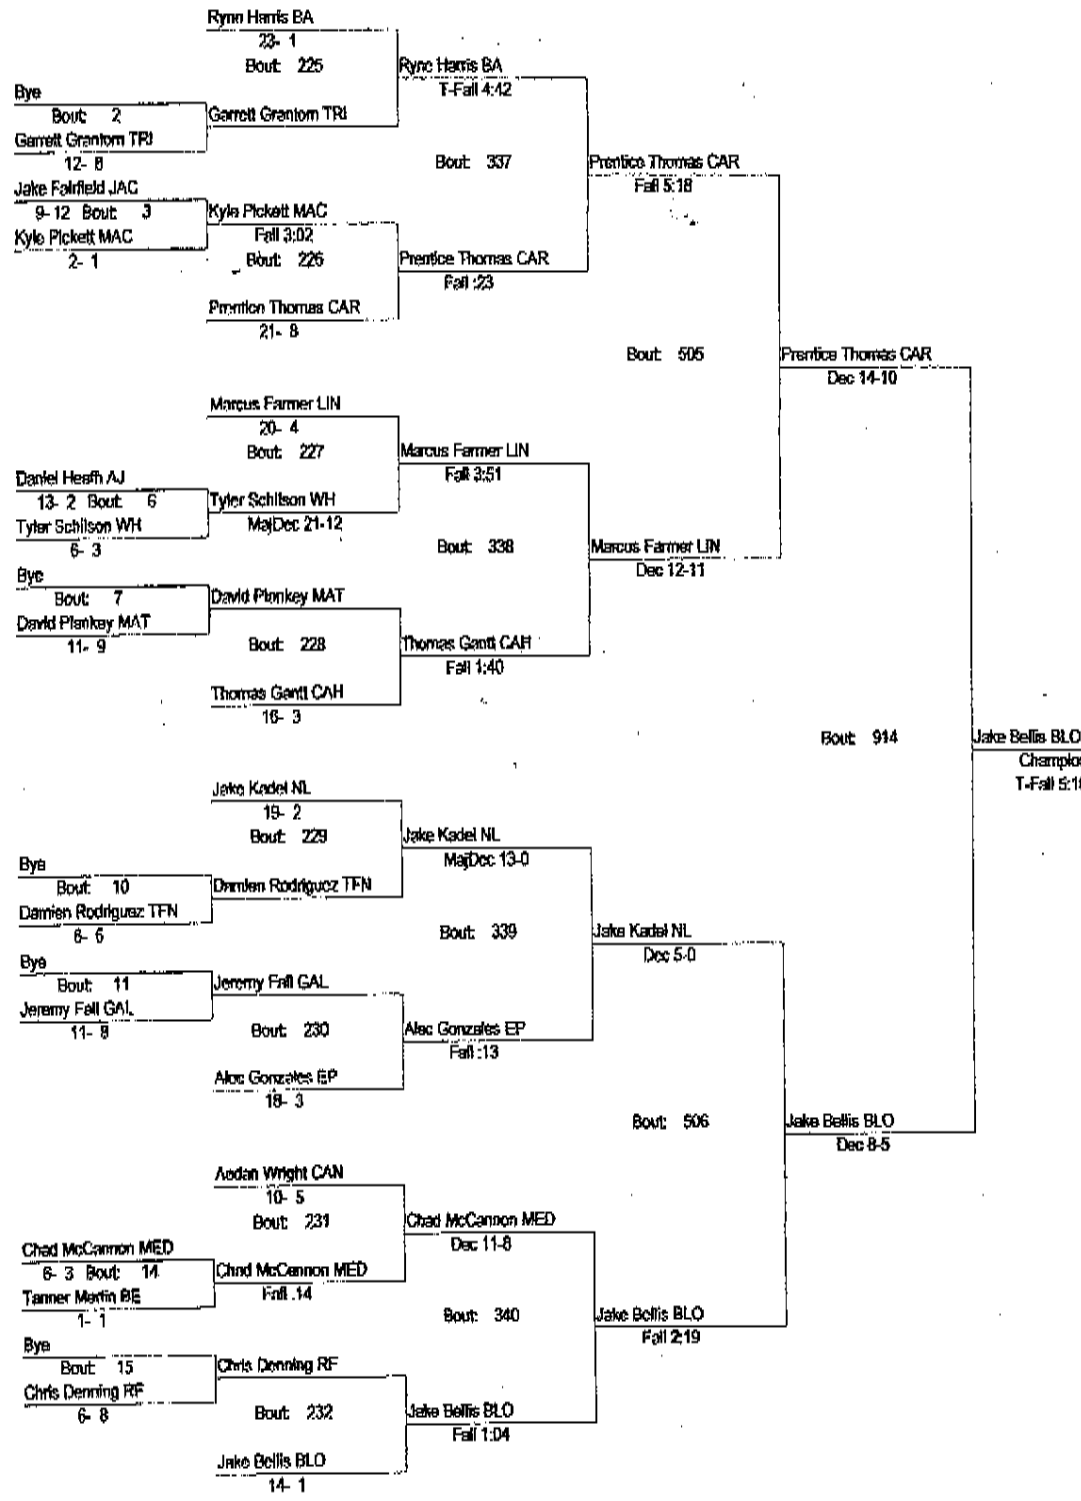 Rynn Harris BA
23- 1
Bout: 225
Rync Harris BA
T-Fall 4:42
Bye
Bout: 2
Garrett Grantom TRI
Garrett Grantom TRI
12- 8
Bout: 337
Prentice Thomas CAR
Fall 5:18
Jake Fairfield JAC
9- 12 Bout: 3
Kyle Pickett MAC
Fall 3:02
Kyle Pickett MAC
2- 1
Bout: 226
Prentice Thomas CAR
Fall :23
Prentice Thomas CAR
21- 8
Bout: 505
Prentice Thomas CAR
Dec 14-10
Marcus Farmer LIN
20- 4
Bout: 227
Marcus Farmer LIN
Fall 3:51
Daniel Heath AJ
13- 2 Bout: 6
Tyler Schilson WH
MajDec 21-12
Tyler Schilson WH
6- 3
Bout: 338
Marcus Farmer LIN
Dec 12-11
Bye
Bout: 7
David Plankey MAT
David Plankey MAT
11- 9
Bout: 228
Thomas Gantt CAH
Fall 1:40
Thomas Gantt CAH
16- 3
Bout: 914
Jake Bellis BLO
T-Fall
Jake Kadel NL
19- 2
Bout: 229
Jake Kadel NL
MajDec 13-0
Bye
Bout: 10
Damien Rodriguez TFN
Damien Rodriguez TFN
6- 6
Bout: 339
Jake Kadel NL
Dec 5-0
Bye
Bout: 11
Jeremy Fall GAL
Jeremy Fall GAL
11- 8
Bout: 230
Alec Gonzales EP
Fall :13
Alec Gonzales EP
18- 3
Bout: 506
Jake Bellis BLO
Dec 8-5
Aodan Wright CAN
10- 5
Bout: 231
Chad McCannon MED
Dec 11-8
Chad McCannon MED
6- 3 Bout: 14
Chad McCannon MED
Fall :14
Tanner Martin BE
1- 1
Bout: 340
Jake Bellis BLO
Fall 2:19
Bye
Bout: 15
Chris Denning RF
Chris Denning RF
6- 8
Bout: 232
Jake Bellis BLO
Fall 1:04
Jake Bellis BLO
14- 1